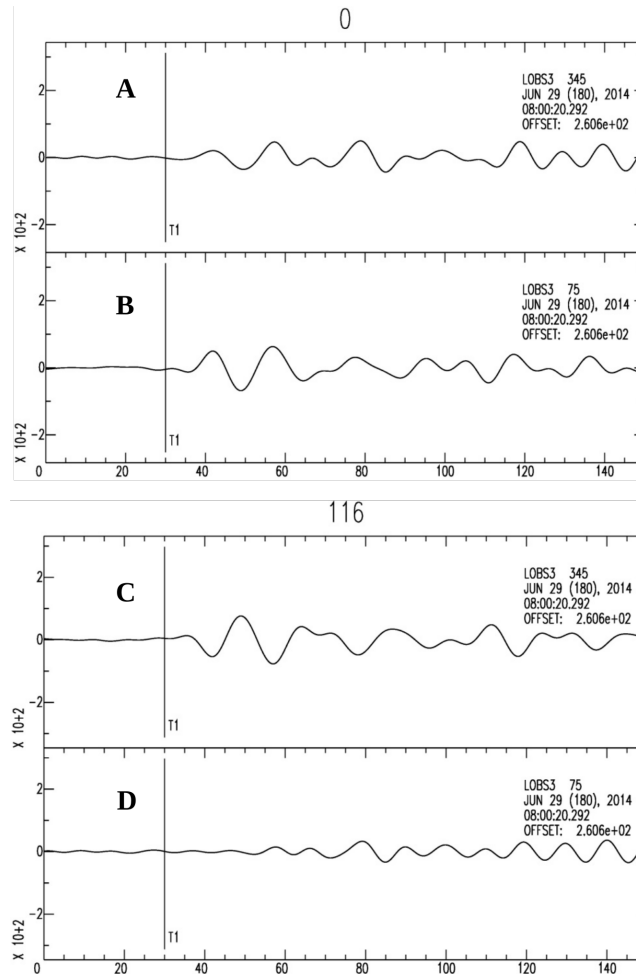 0
A
2
0
-2
X 10+2
T1
LOBS3 345
JUN 29 (180), 2014
08:00:20.292
OFFSET: 2.606e+02
B
2
0
-2
X 10+2
T1
LOBS3 75
JUN 29 (180), 2014
08:00:20.292
OFFSET: 2.606e+02
0 20 40 60 80 100 120 140
116
C
2
0
-2
X 10+2
T1
LOBS3 345
JUN 29 (180), 2014
08:00:20.292
OFFSET: 2.606e+02
D
2
0
-2
X 10+2
T1
LOBS3 75
JUN 29 (180), 2014
08:00:20.292
OFFSET: 2.606e+02
0 20 40 60 80 100 120 140